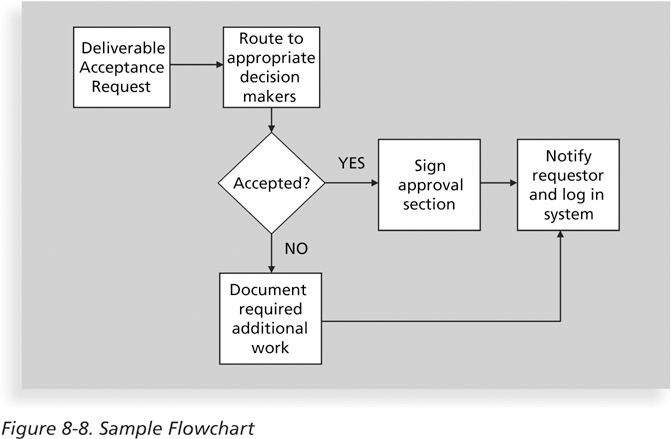 Deliverable
Acceptance
Request
Route to
appropriate
decision
makers
Accepted?
YES
Sign
approval
section
Notify
requestor
and log in
system
NO
Document
required
additional
work
Figure 8-8. Sample Flowchart